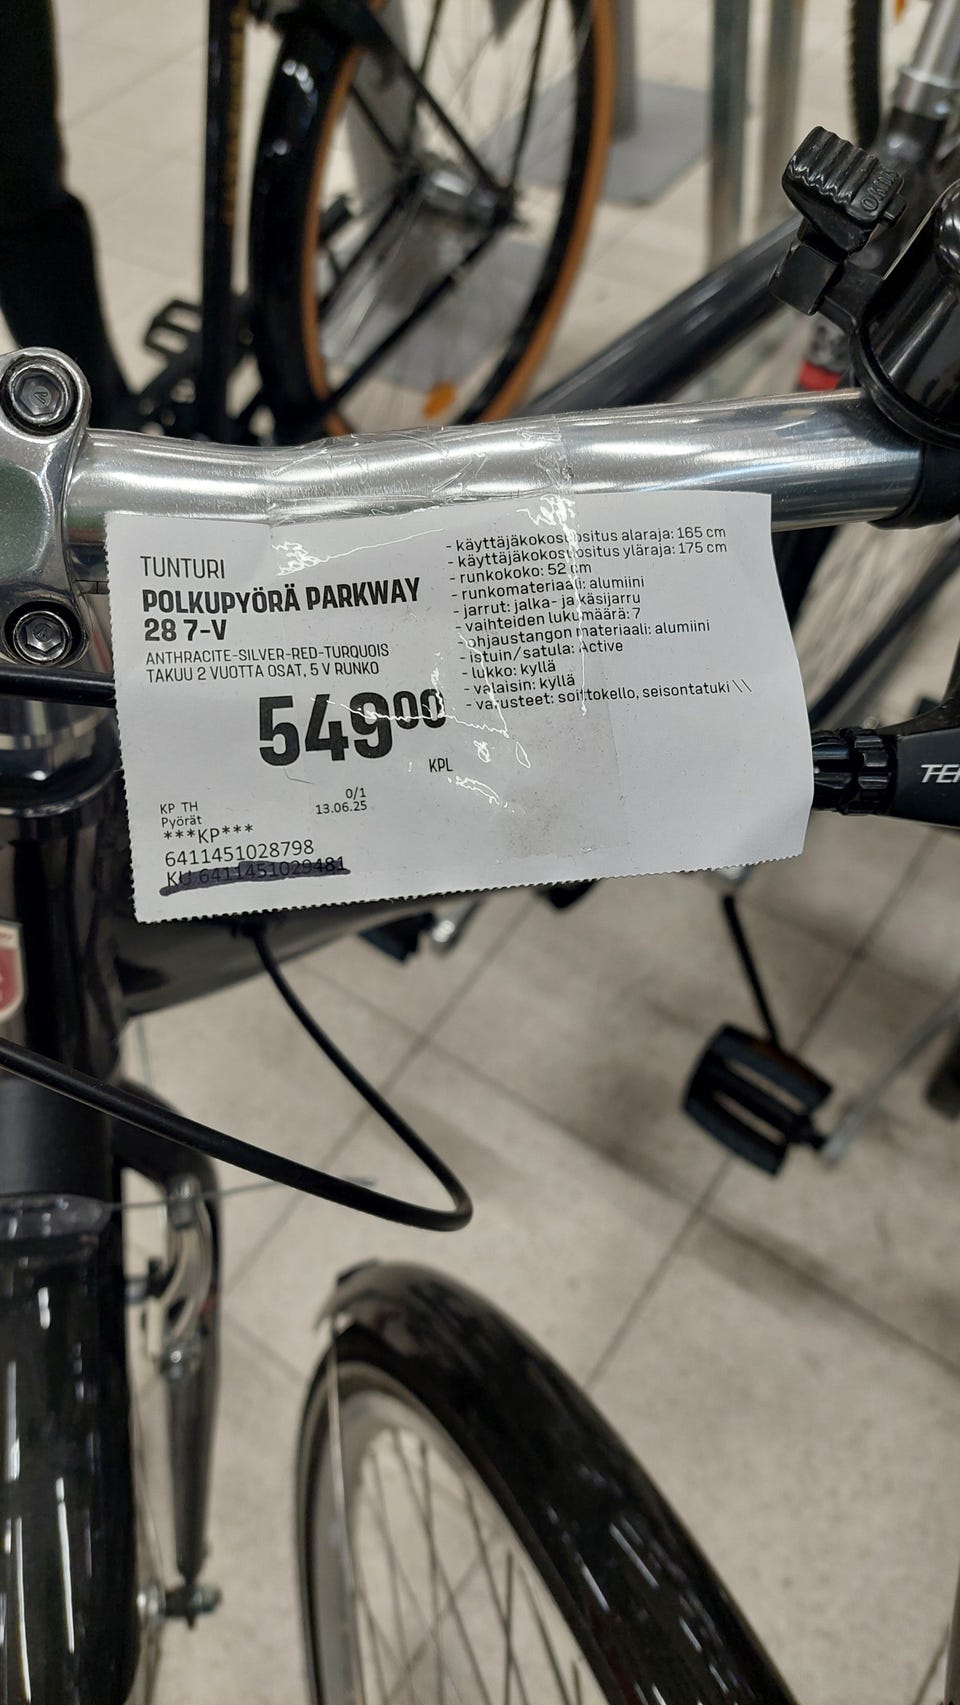 TUNTURI
POLKUPYÖRÄ PARKWAY
28 7-V
ANTHRACITE-SILVER-RED-TURQUOIS
TAKUU 2 VUOTTA OSAT, 5 V RUNKO
54900
KPL
KP TH
0/1
Pyörät
13.06.25
***KP***
6411451028798
KU 6411451029481
- käyttäjäkokosuositus alaraja: 165 cm
- käyttäjäkokosuositus yläraja: 175 cm
- runkokoko: 52 cm
- runkomateriaali: alumiini
- jarrut: jalka- ja käsijarru
- vaihteiden lukumäärä: 7
- ohjaustangon materiaali: alumiini
- istuin/satula: Active
- lukko: kyllä
- valaisin: kyllä
- varusteet: soittokello, seisontatuki \\